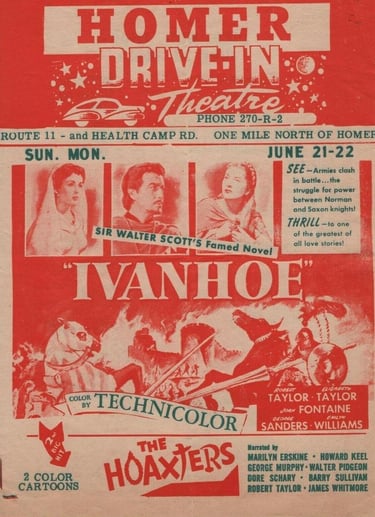 HOMER
DRIVE-IN
Theatre
PHONE 270-R-2
ROUTE 11 - and HEALTH CAMP RD. ONE MILE NORTH OF HOMER
SUN. MON. JUNE 21-22
SEE—Armies clash
in battle...the
struggle for power
between Norman
and Saxon knights!
THRILL—to one
of the greatest of
all love stories!
SIR WALTER SCOTT'S Famed Novel
"IVANHOE"
COLOR BY TECHNICOLOR
ROBERT TAYLOR ELIZABETH TAYLOR
JOAN FONTAINE
GEORGE SANDERS EMLYN WILLIAMS
2nd BIG HIT
2 COLOR
CARTOONS
THE
HOAXTERS
Narrated by
MARILYN ERSKINE • HOWARD KEEL
GEORGE MURPHY • WALTER PIDGEON
DORE SCHARY • BARRY SULLIVAN
ROBERT TAYLOR • JAMES WHITMORE